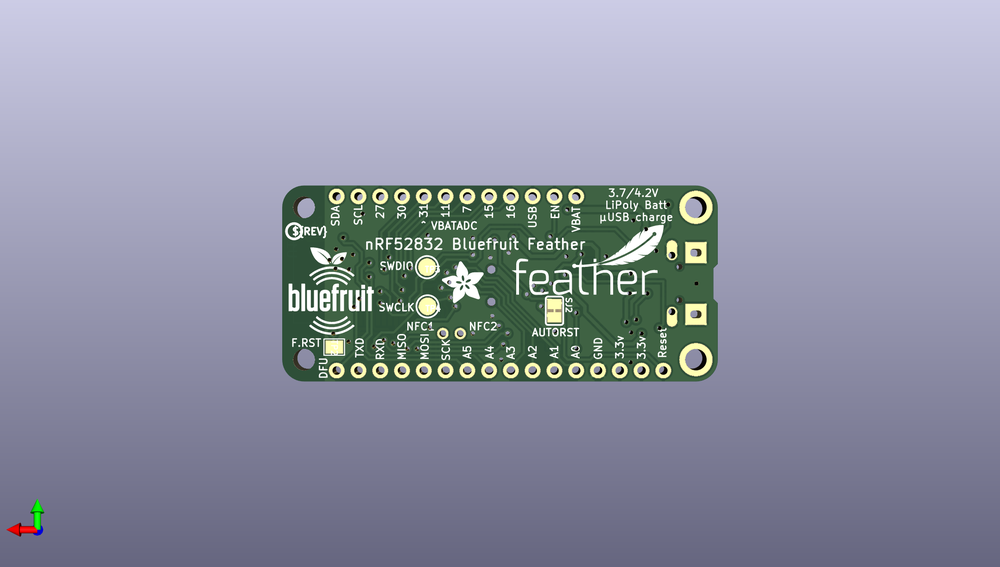 SDA
SCL
27
30
31
11
7
15
16
USB
EN
VBAT
3.7/4.2V
LiPoly Batt
µUSB charge
^ VBATADC
${REV}
nRF52832 Bluefruit Feather
SWDIO
feather
bluefruit
SWCLK
NFC1
NFC2
AUTORST
F.RST
DFU
TXD
RXD
MISO
MOSI
SCK
A5
A4
A3
A2
A1
A0
GND
3.3v
3.3v
Reset